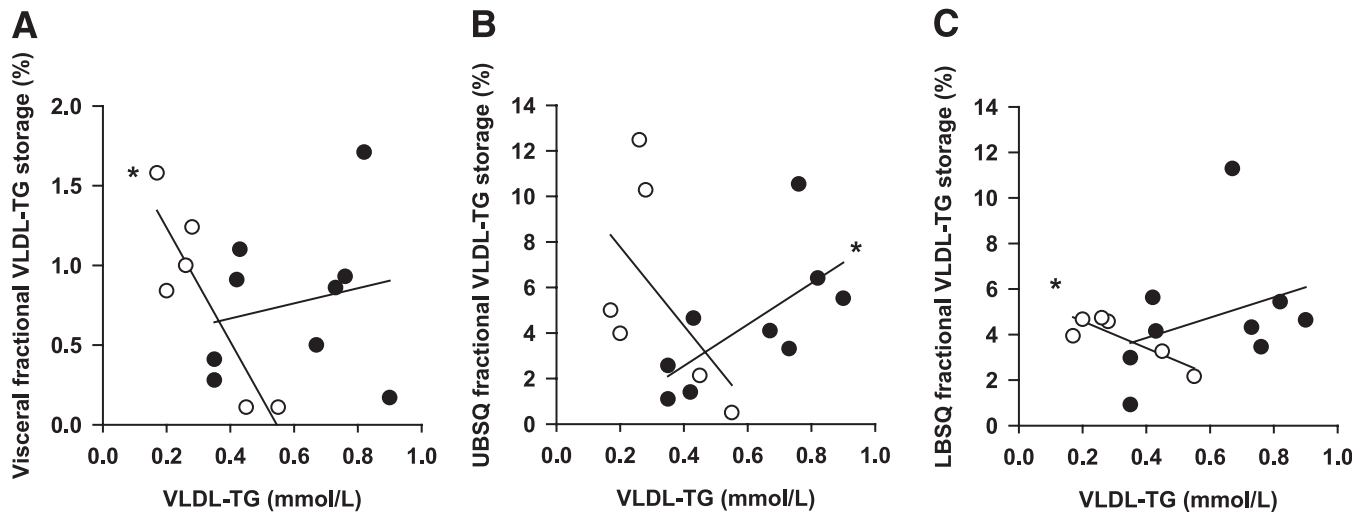 A
Visceral fractional VLDL-TG storage (%)
2.0
1.5
1.0
0.5
0.0
*
0.0 0.2 0.4 0.6 0.8 1.0
VLDL-TG (mmol/L)
B
UBSQ fractional VLDL-TG storage (%)
14
12
10
8
6
4
2
0
*
0.0 0.2 0.4 0.6 0.8 1.0
VLDL-TG (mmol/L)
C
LBSQ fractional VLDL-TG storage (%)
14
12
10
8
6
4
2
0
*
0.0 0.2 0.4 0.6 0.8 1.0
VLDL-TG (mmol/L)